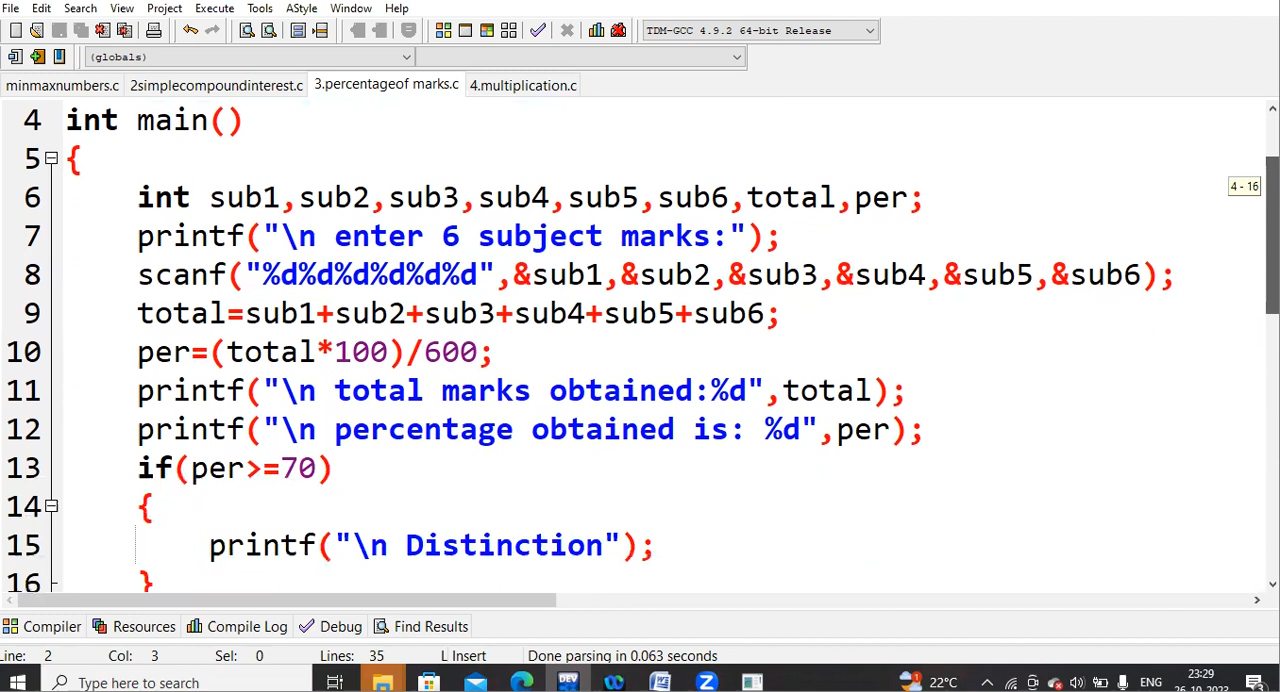 File Edit Search View Project Execute Tools AStyle Window Help
TDM-GCC 4.9.2 64-bit Release
(globals)
minmaxnumbers.c 2simplecompoundinterest.c 3.percentageof marks.c 4.multiplication.c
4 int main()
5 {
4 - 16
6 int sub1,sub2,sub3,sub4,sub5,sub6,total,per;
7 printf("\n enter 6 subject marks:");
8 scanf("%d%d%d%d%d%d",&sub1,&sub2,&sub3,&sub4,&sub5,&sub6);
9 total=sub1+sub2+sub3+sub4+sub5+sub6;
10 per=(total*100)/600;
11 printf("\n total marks obtained:%d",total);
12 printf("\n percentage obtained is: %d",per);
13 if(per>=70)
14 {
15 printf("\n Distinction");
16 }
Compiler Resources Compile Log Debug Find Results
Line: 2 Col: 3 Sel: 0 Lines: 35 Insert Done parsing in 0.063 seconds
Type here to search DEV 22°C ENG 23:29
26-10-2023